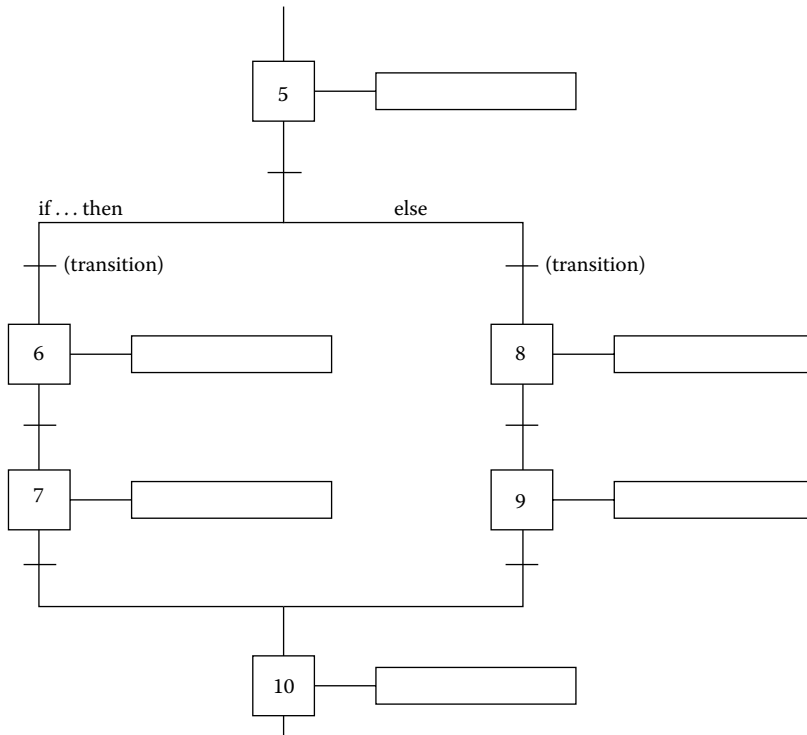 5
if . . . then
else
(transition)
(transition)
6
8
7
9
10